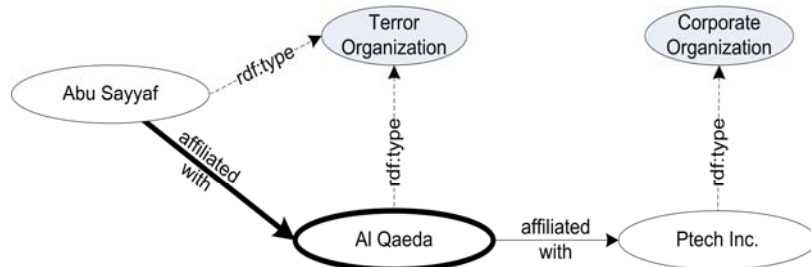 Terror
Organization
Corporate
Organization
rdf:type
Abu Sayyaf
rdf:type
rdf:type
affiliated
with
Al Qaeda
affiliated
with
Ptech Inc.